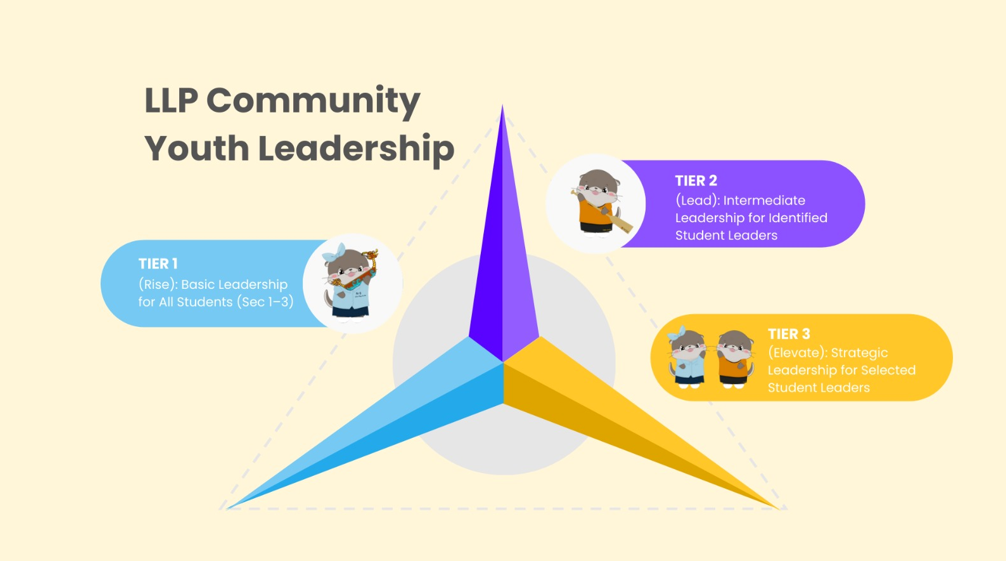 LLP Community
Youth Leadership
TIER 1
(Rise): Basic Leadership
for All Students (Sec 1–3)
TIER 2
(Lead): Intermediate
Leadership for Identified
Student Leaders
TIER 3
(Elevate): Strategic
Leadership for Selected
Student Leaders